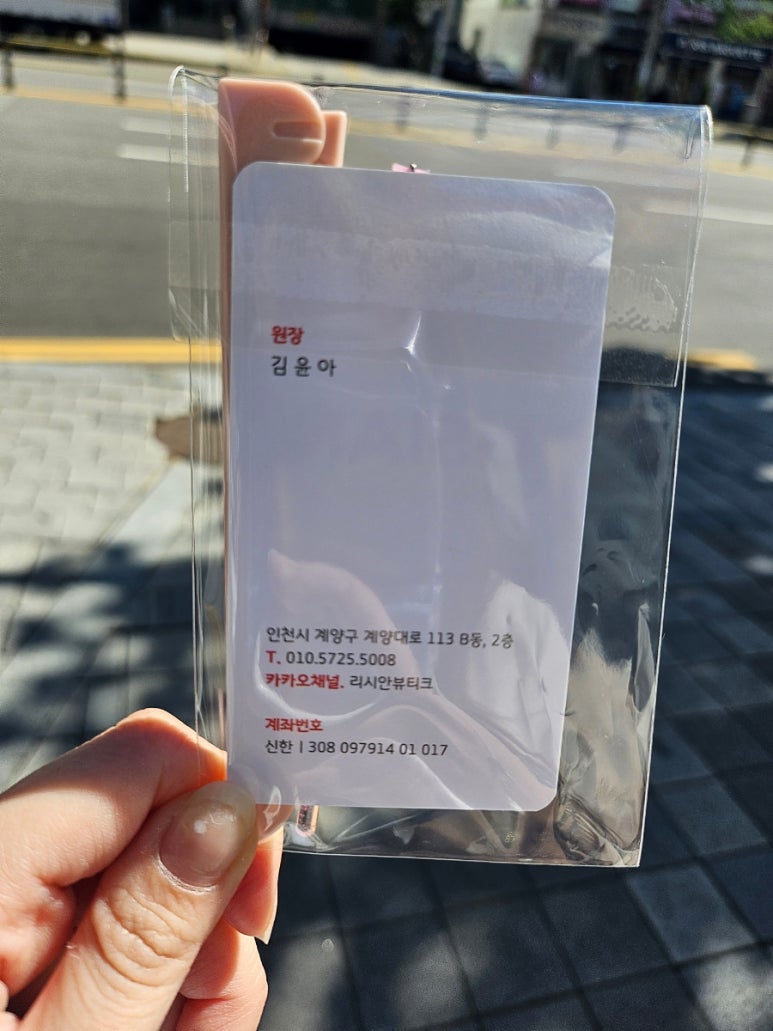 원장
김윤아
인천시 계양구 계양대로 113 B동, 2층
T. 010.5725.5008
카카오채널. 리시안뷰티크
계좌번호
신한 | 308 097914 01 017